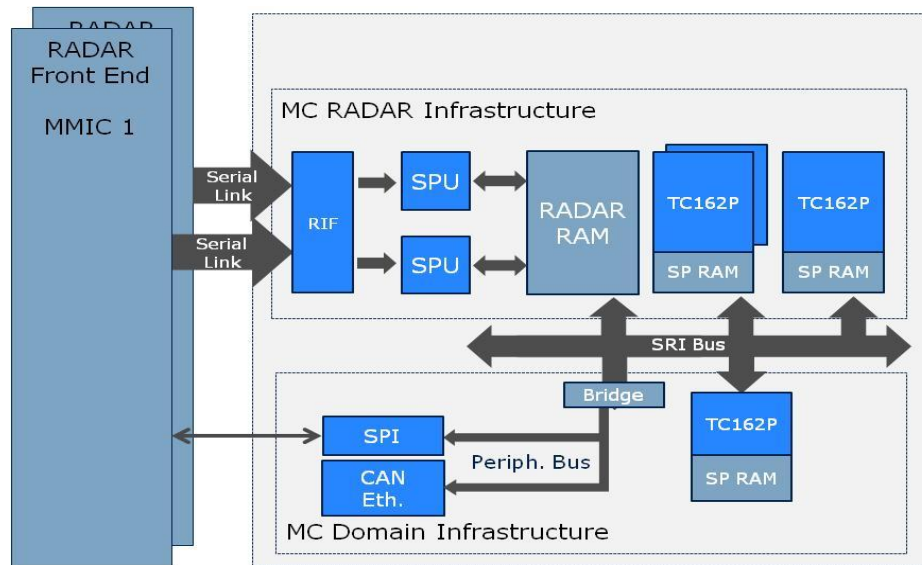 RADAR
RADAR
Front End
MMIC 1
MC RADAR Infrastructure
Serial
Link
Serial
Link
RIF
SPU
SPU
RADAR
RAM
TC162P
SP RAM
TC162P
SP RAM
SRI Bus
Bridge
SPI
CAN
Eth.
Periph. Bus
TC162P
SP RAM
MC Domain Infrastructure